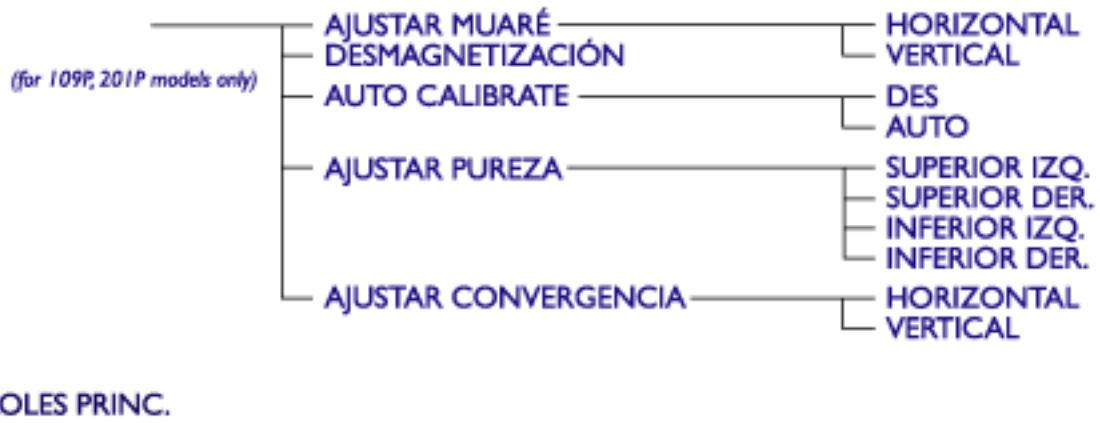 AJUSTAR MUARÉ HORIZONTAL
DESMAGNETIZACIÓN VERTICAL
(for 109P, 201P models only)
AUTO CALIBRATE DES
AUTO
AJUSTAR PUREZA SUPERIOR IZQ.
SUPERIOR DER.
INFERIOR IZQ.
INFERIOR DER.
AJUSTAR CONVERGENCIA HORIZONTAL
VERTICAL
OLES PRINC.